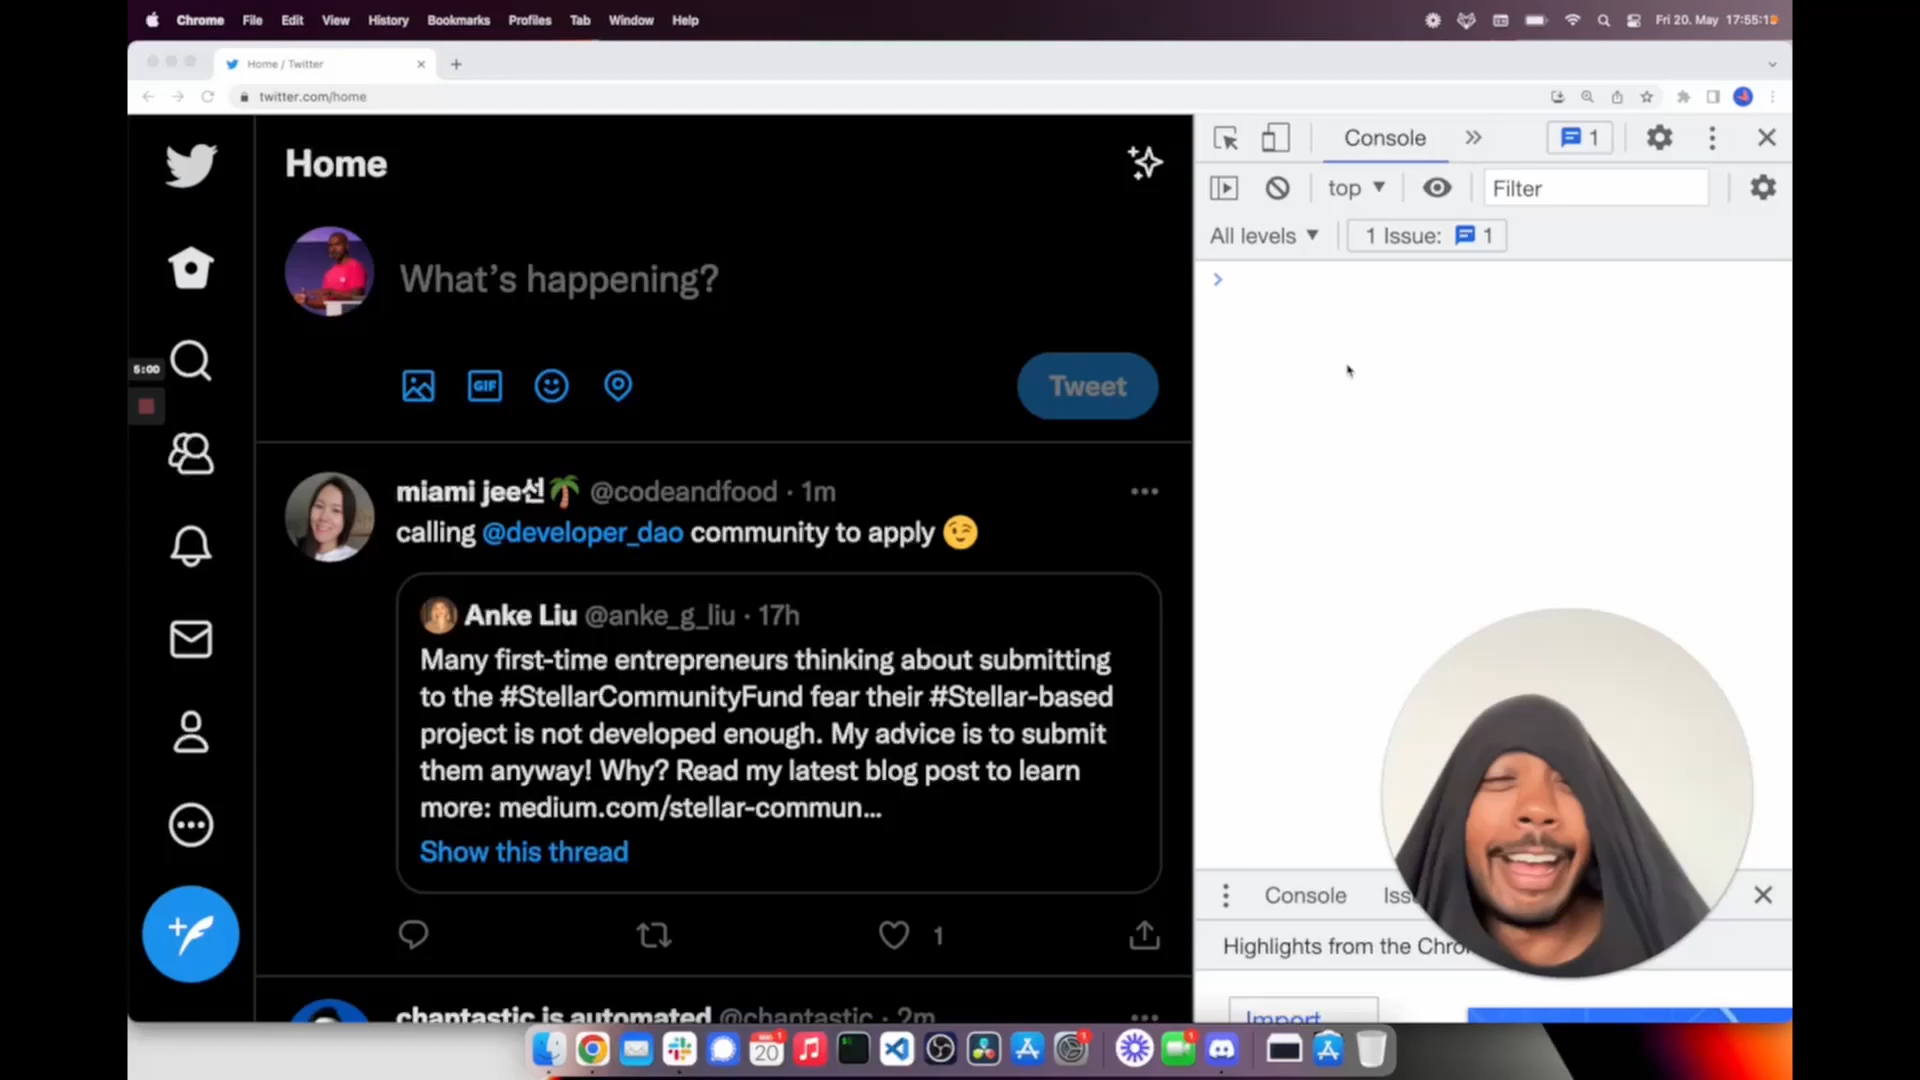 Chrome File Edit View History Bookmarks Profiles Tab Window Help
Fri 20. May 17:55:1
Home / Twitter
twitter.com/home
Home
What's happening?
GIF
Tweet
5:00
miami jee선🌴 @codeandfood · 1m
calling @developer_dao community to apply 😉
Anke Liu @anke_g_liu · 17h
Many first-time entrepreneurs thinking about submitting
to the #StellarCommunityFund fear their #Stellar-based
project is not developed enough. My advice is to submit
them anyway! Why? Read my latest blog post to learn
more: medium.com/stellar-commun...
Show this thread
1
chantastic is automated @chantastic · 2m
Console
1
top
Filter
All levels
1 Issue: 1
Console Iss
Highlights from the Chro
Import
20